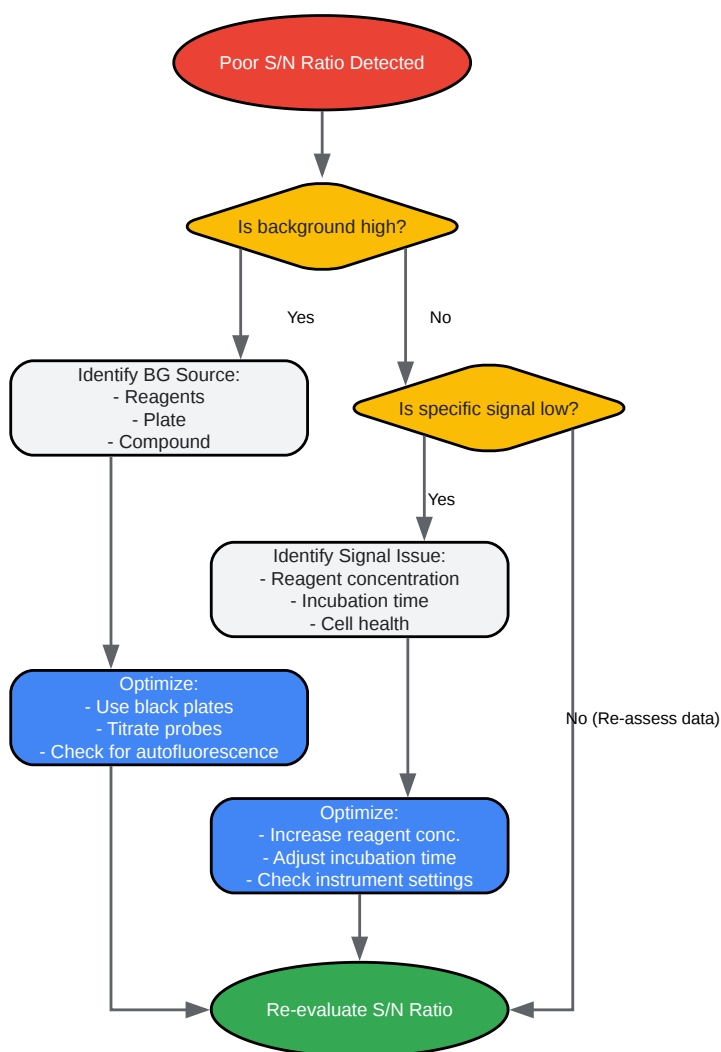 Poor S/N Ratio Detected
Is background high?
Yes
No
Identify BG Source:
- Reagents
- Plate
- Compound
Is specific signal low?
Yes
Identify Signal Issue:
- Reagent concentration
- Incubation time
- Cell health
Optimize:
- Use black plates
- Titrate probes
- Check for autofluorescence
No (Re-assess data)
Optimize:
- Increase reagent conc.
- Adjust incubation time
- Check instrument settings
Re-evaluate S/N Ratio